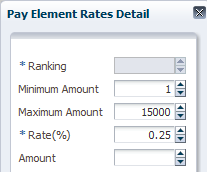 Pay Element Rates Detail
* Ranking
Minimum Amount 1
Maximum Amount 15000
* Rate(%) 0.25
Amount